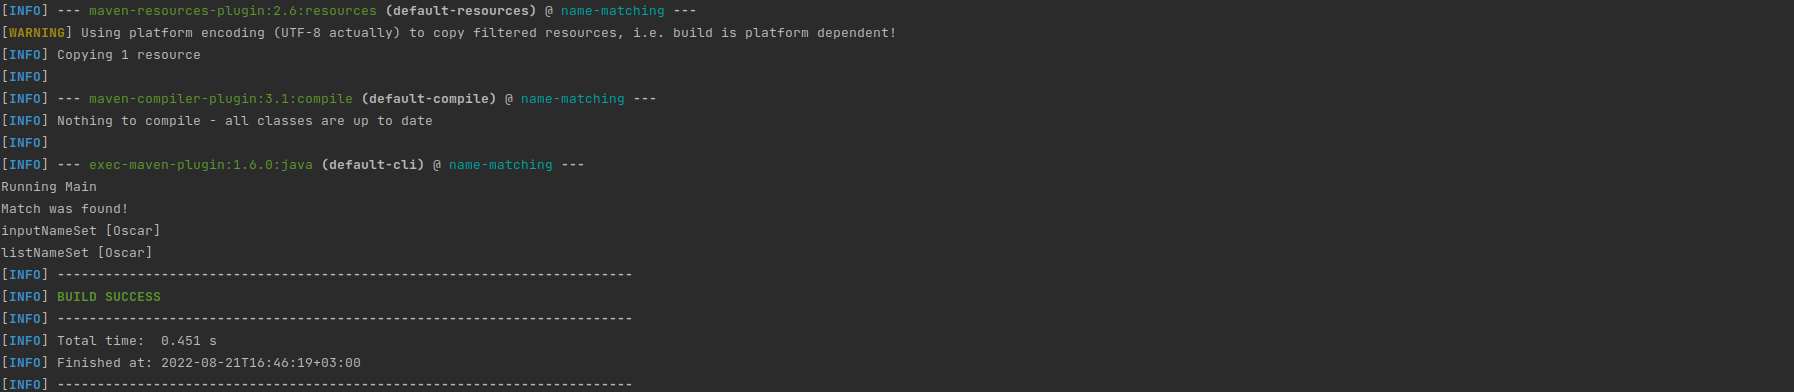 [INFO] --- maven-resources-plugin:2.6:resources (default-resources) @ name-matching ---
[WARNING] Using platform encoding (UTF-8 actually) to copy filtered resources, i.e. build is platform dependent!
[INFO] Copying 1 resource
[INFO]
[INFO] --- maven-compiler-plugin:3.1:compile (default-compile) @ name-matching ---
[INFO] Nothing to compile - all classes are up to date
[INFO]
[INFO] --- exec-maven-plugin:1.6.0:java (default-cli) @ name-matching ---
Running Main
Match was found!
inputNameSet [Oscar]
listNameSet [Oscar]
[INFO] ------------------------------------------------------------------------
[INFO] BUILD SUCCESS
[INFO] ------------------------------------------------------------------------
[INFO] Total time:  0.451 s
[INFO] Finished at: 2022-08-21T16:46:19+03:00
[INFO] ------------------------------------------------------------------------